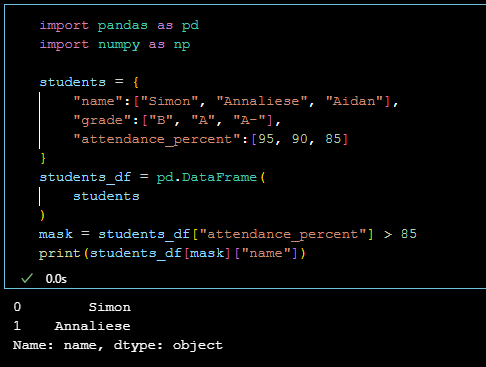 import pandas as pd
import numpy as np
students = {
"name":["Simon", "Annaliese", "Aidan"],
"grade":["B", "A", "A-"],
"attendance_percent":[95, 90, 85]
}
students_df = pd.DataFrame(
students
)
mask = students_df["attendance_percent"] > 85
print(students_df[mask]["name"])
0.0s
0 Simon
1 Annaliese
Name: name, dtype: object